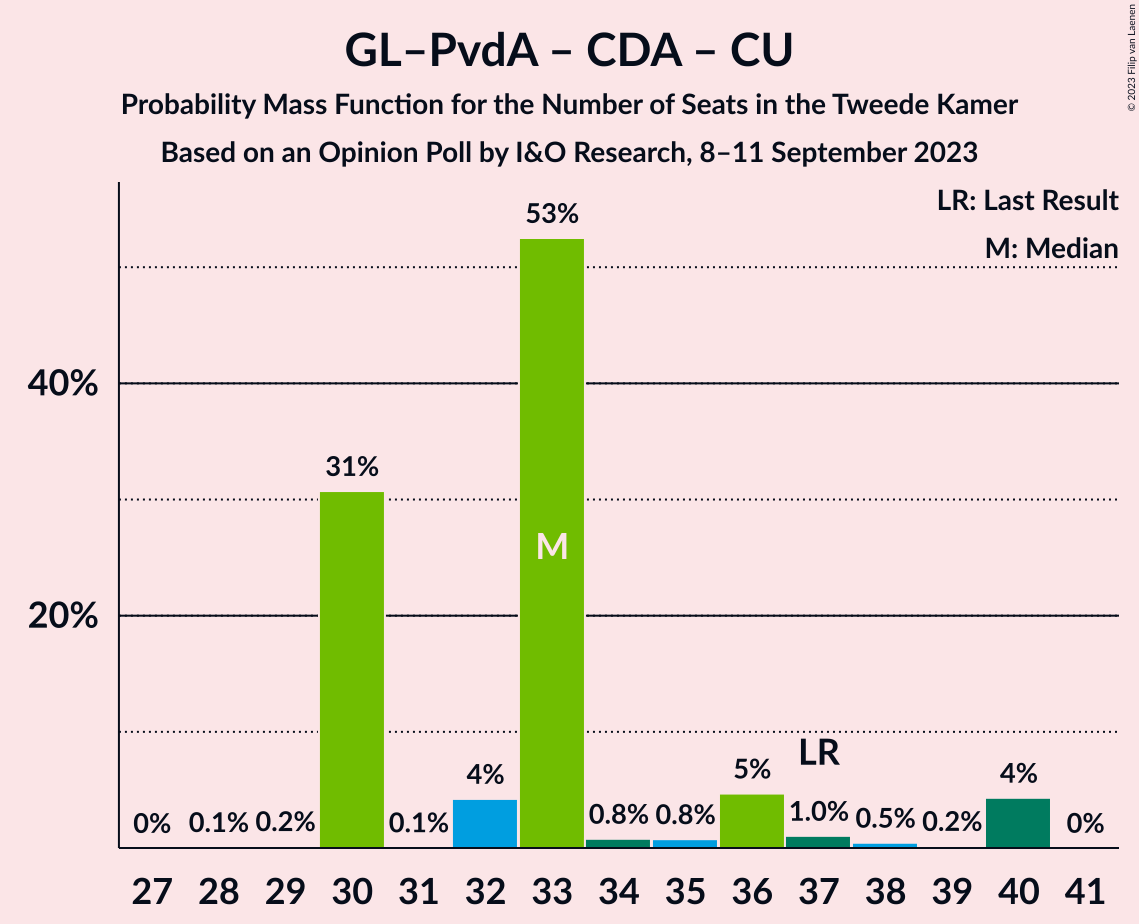 GL–PvdA – CDA – CU
Probability Mass Function for the Number of Seats in the Tweede Kamer
Based on an Opinion Poll by I&O Research, 8–11 September 2023
© 2023 Filip van Laenen
LR: Last Result
M: Median
53%
40%
31%
M
20%
LR
0% 0.1% 0.2% 0.1% 4% 0.8% 0.8% 5% 1.0% 0.5% 0.2% 4% 0%
27 28 29 30 31 32 33 34 35 36 37 38 39 40 41